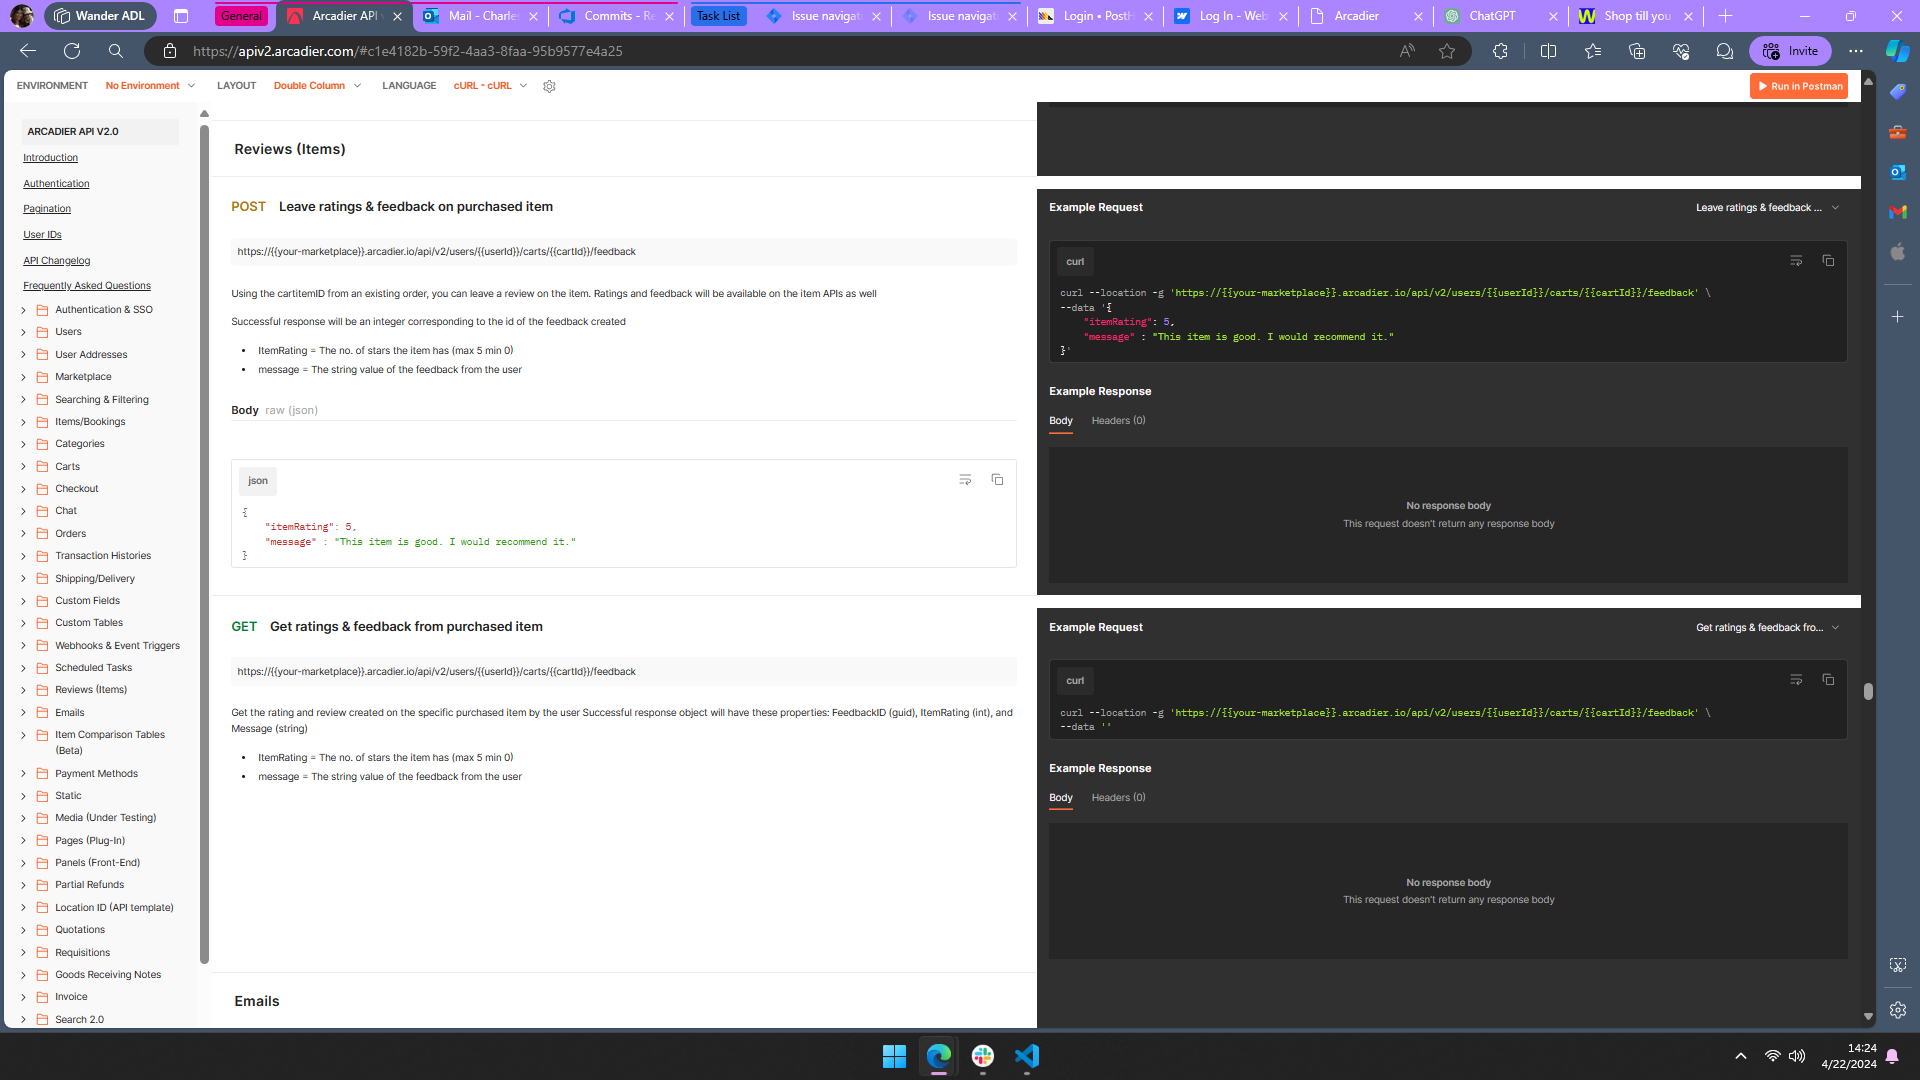 Wander ADL
General
Arcadier API
Mail - Charle
Commits - Re
Task List
Issue navigat
Issue navigat
Login • PostH
Log In - Web
Arcadier
ChatGPT
Shop till you
https://apiv2.arcadier.com/#c1e4182b-59f2-4aa3-8faa-95b9577e4a25
Invite
ENVIRONMENT
No Environment
LAYOUT
Double Column
LANGUAGE
cURL - cURL
Run in Postman
ARCADIER API V2.0
Introduction
Authentication
Pagination
User IDs
API Changelog
Frequently Asked Questions
Authentication & SSO
Users
User Addresses
Marketplace
Searching & Filtering
Items/Bookings
Categories
Carts
Checkout
Chat
Orders
Transaction Histories
Shipping/Delivery
Custom Fields
Custom Tables
Webhooks & Event Triggers
Scheduled Tasks
Reviews (Items)
Emails
Item Comparison Tables
(Beta)
Payment Methods
Static
Media (Under Testing)
Pages (Plug-In)
Panels (Front-End)
Partial Refunds
Location ID (API template)
Quotations
Requisitions
Goods Receiving Notes
Invoice
Search 2.0
Reviews (Items)
POST Leave ratings & feedback on purchased item
https://{{your-marketplace}}.arcadier.io/api/v2/users/{{userId}}/carts/{{cartId}}/feedback
Using the cartitemID from an existing order, you can leave a review on the item. Ratings and feedback will be available on the item APIs as well
Successful response will be an integer corresponding to the id of the feedback created
• ItemRating = The no. of stars the item has (max 5 min 0)
• message = The string value of the feedback from the user
Body raw (json)
json
{
"itemRating": 5,
"message" : "This item is good. I would recommend it."
}
GET Get ratings & feedback from purchased item
https://{{your-marketplace}}.arcadier.io/api/v2/users/{{userId}}/carts/{{cartId}}/feedback
Get the rating and review created on the specific purchased item by the user Successful response object will have these properties: FeedbackID (guid), ItemRating (int), and
Message (string)
• ItemRating = The no. of stars the item has (max 5 min 0)
• message = The string value of the feedback from the user
Emails
Example Request
Leave ratings & feedback ...
curl
curl --location -g 'https://{{your-marketplace}}.arcadier.io/api/v2/users/{{userId}}/carts/{{cartId}}/feedback' \
--data '{
"itemRating": 5,
"message" : "This item is good. I would recommend it."
}'
Example Response
Body Headers (0)
No response body
This request doesn't return any response body
Example Request
Get ratings & feedback fro...
curl
curl --location -g 'https://{{your-marketplace}}.arcadier.io/api/v2/users/{{userId}}/carts/{{cartId}}/feedback' \
--data ''
Example Response
Body Headers (0)
No response body
This request doesn't return any response body
14:24
4/22/2024